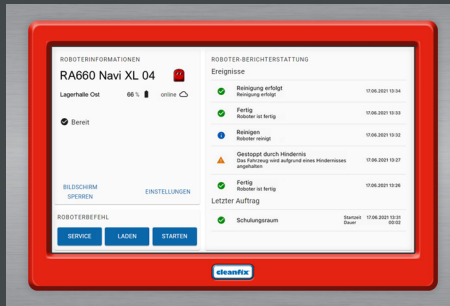 ROBOTERINFORMATIONEN
RA660 Navi XL 04
Lagerhalle Ost 66 % online
Bereit
BILDSCHIRM SPERREN
EINSTELLUNGEN
ROBOTERBEFEHL
SERVICE LADEN STARTEN
ROBOTER-BERICHTERSTATTUNG
Ereignisse
Reinigung erfolgt 17.06.2021 13:34
Reinigung erfolgt
Fertig 17.06.2021 13:33
Roboter ist fertig
Reinigen 17.06.2021 13:32
Roboter reinigt
Gestoppt durch Hindernis 17.06.2021 13:27
Das Fahrzeug wird aufgrund eines Hindernisses
angehalten
Fertig 17.06.2021 13:26
Roboter ist fertig
Letzter Auftrag
Schulungsraum Startzeit 17.06.2021 13:31
Dauer 00:02
cleanfix